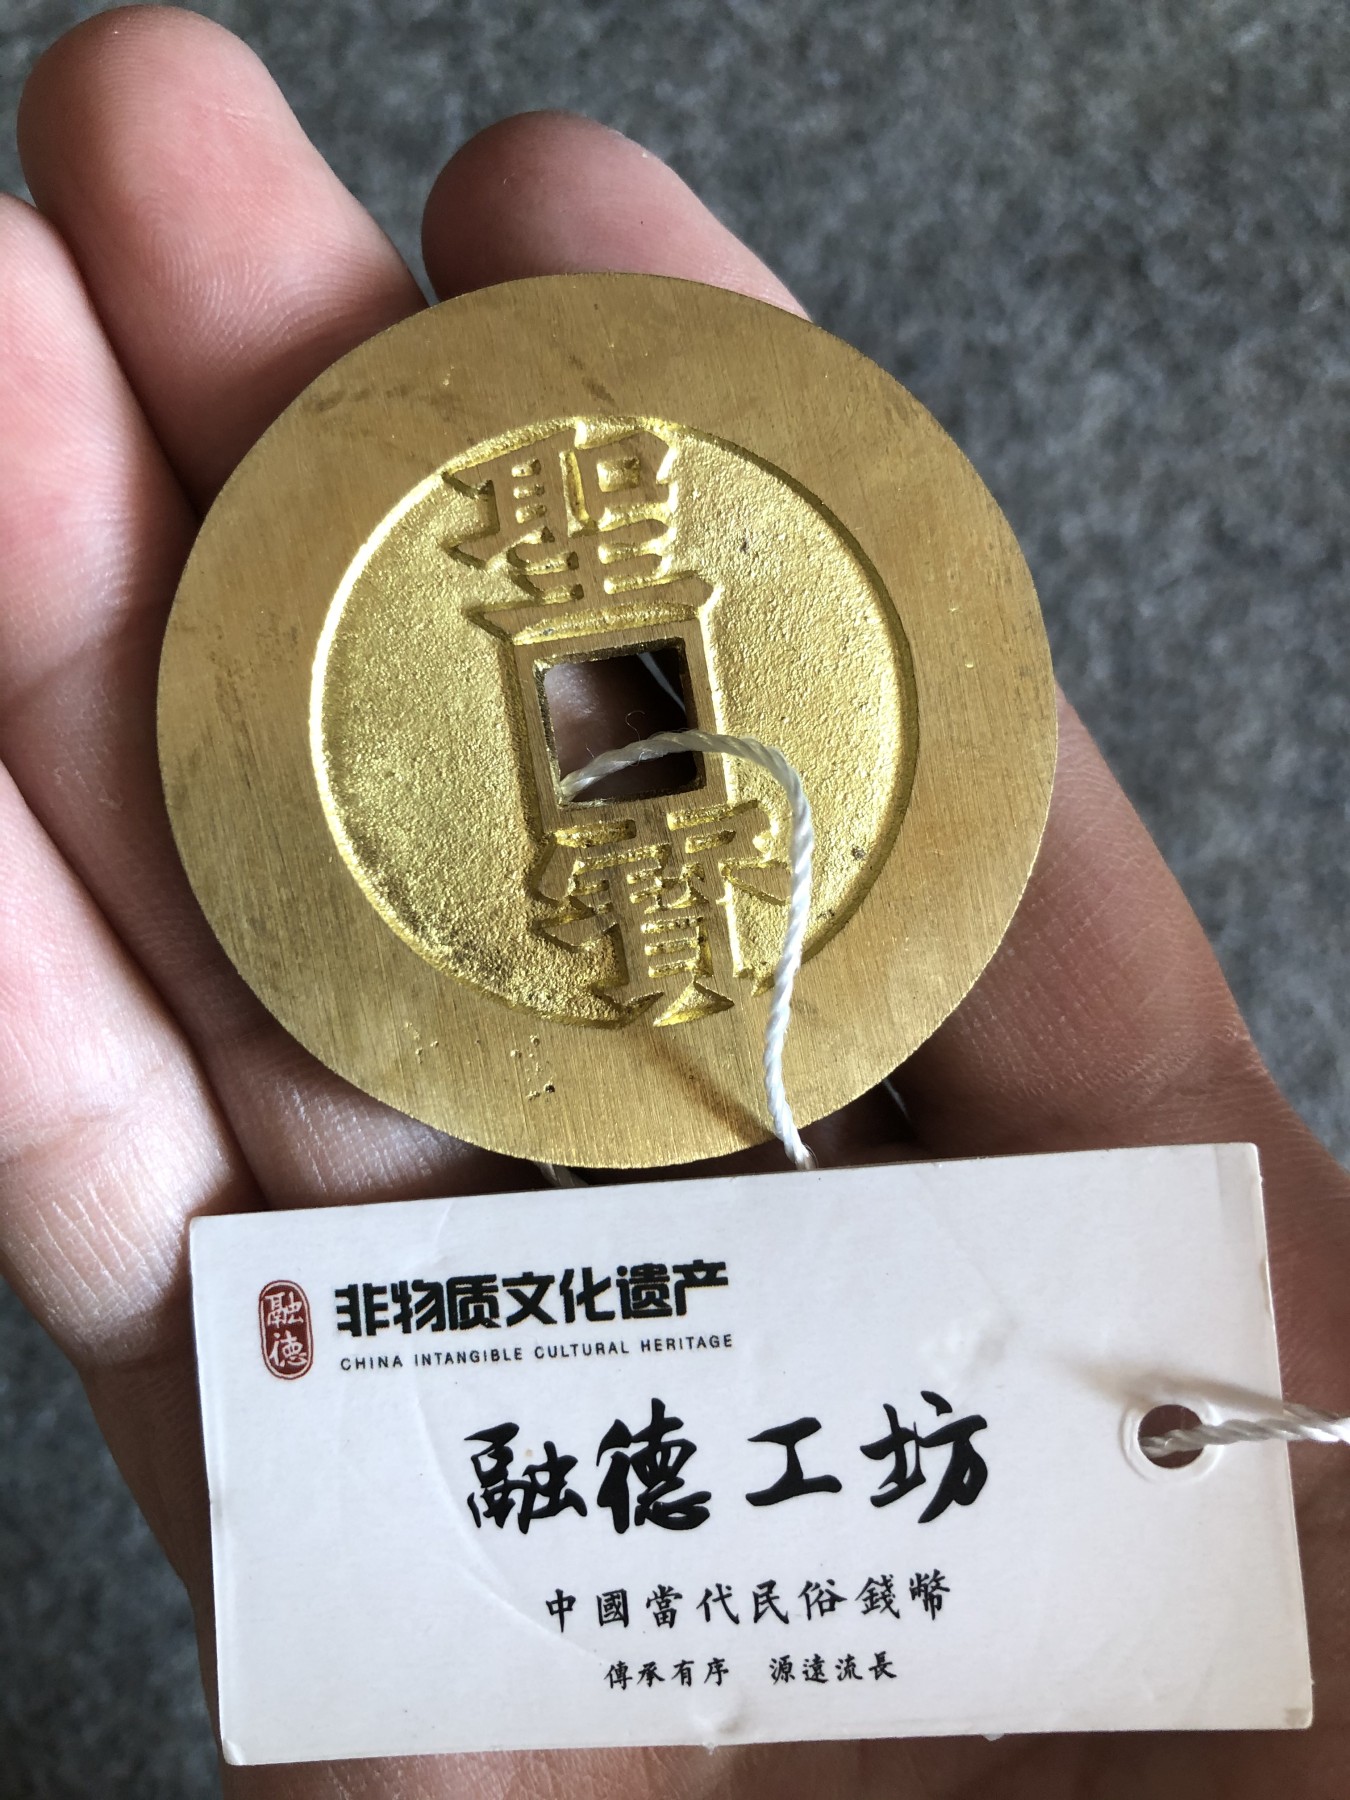 聖
寶
融德
非物质文化遗产
CHINA INTANGIBLE CULTURAL HERITAGE
融德工坊
中國當代民俗錢幣
傳承有序 源遠流長